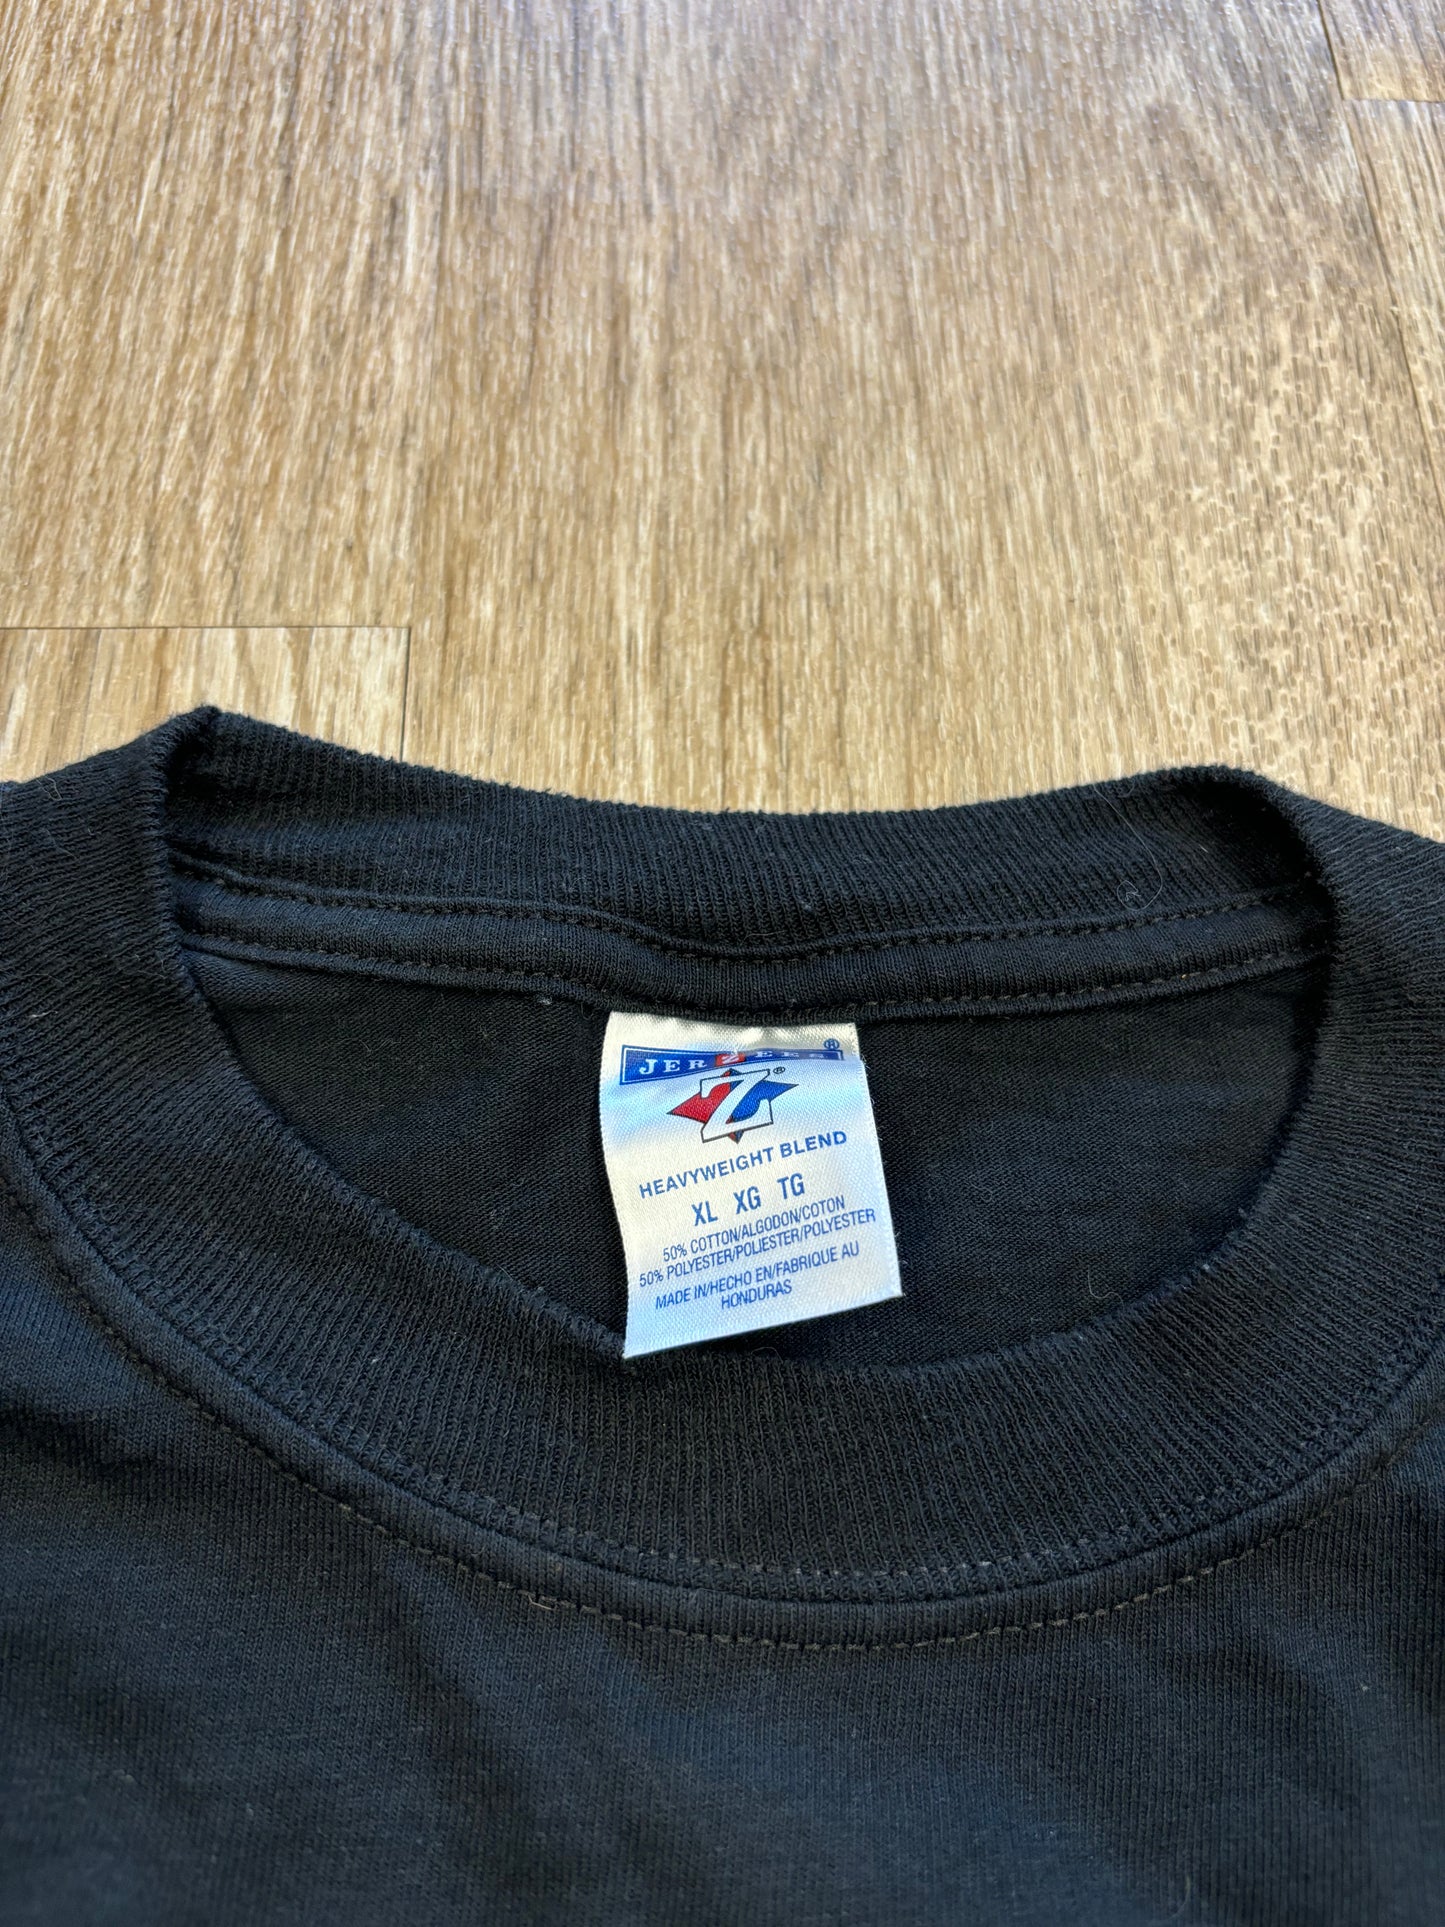 JERZEES®
Z®
HEAVYWEIGHT BLEND
XL XG TG
50% COTTON/ALGODON/COTON
50% POLYESTER/POLIESTER/POLYESTER
MADE IN/HECHO EN/FABRIQUE AU
HONDURAS